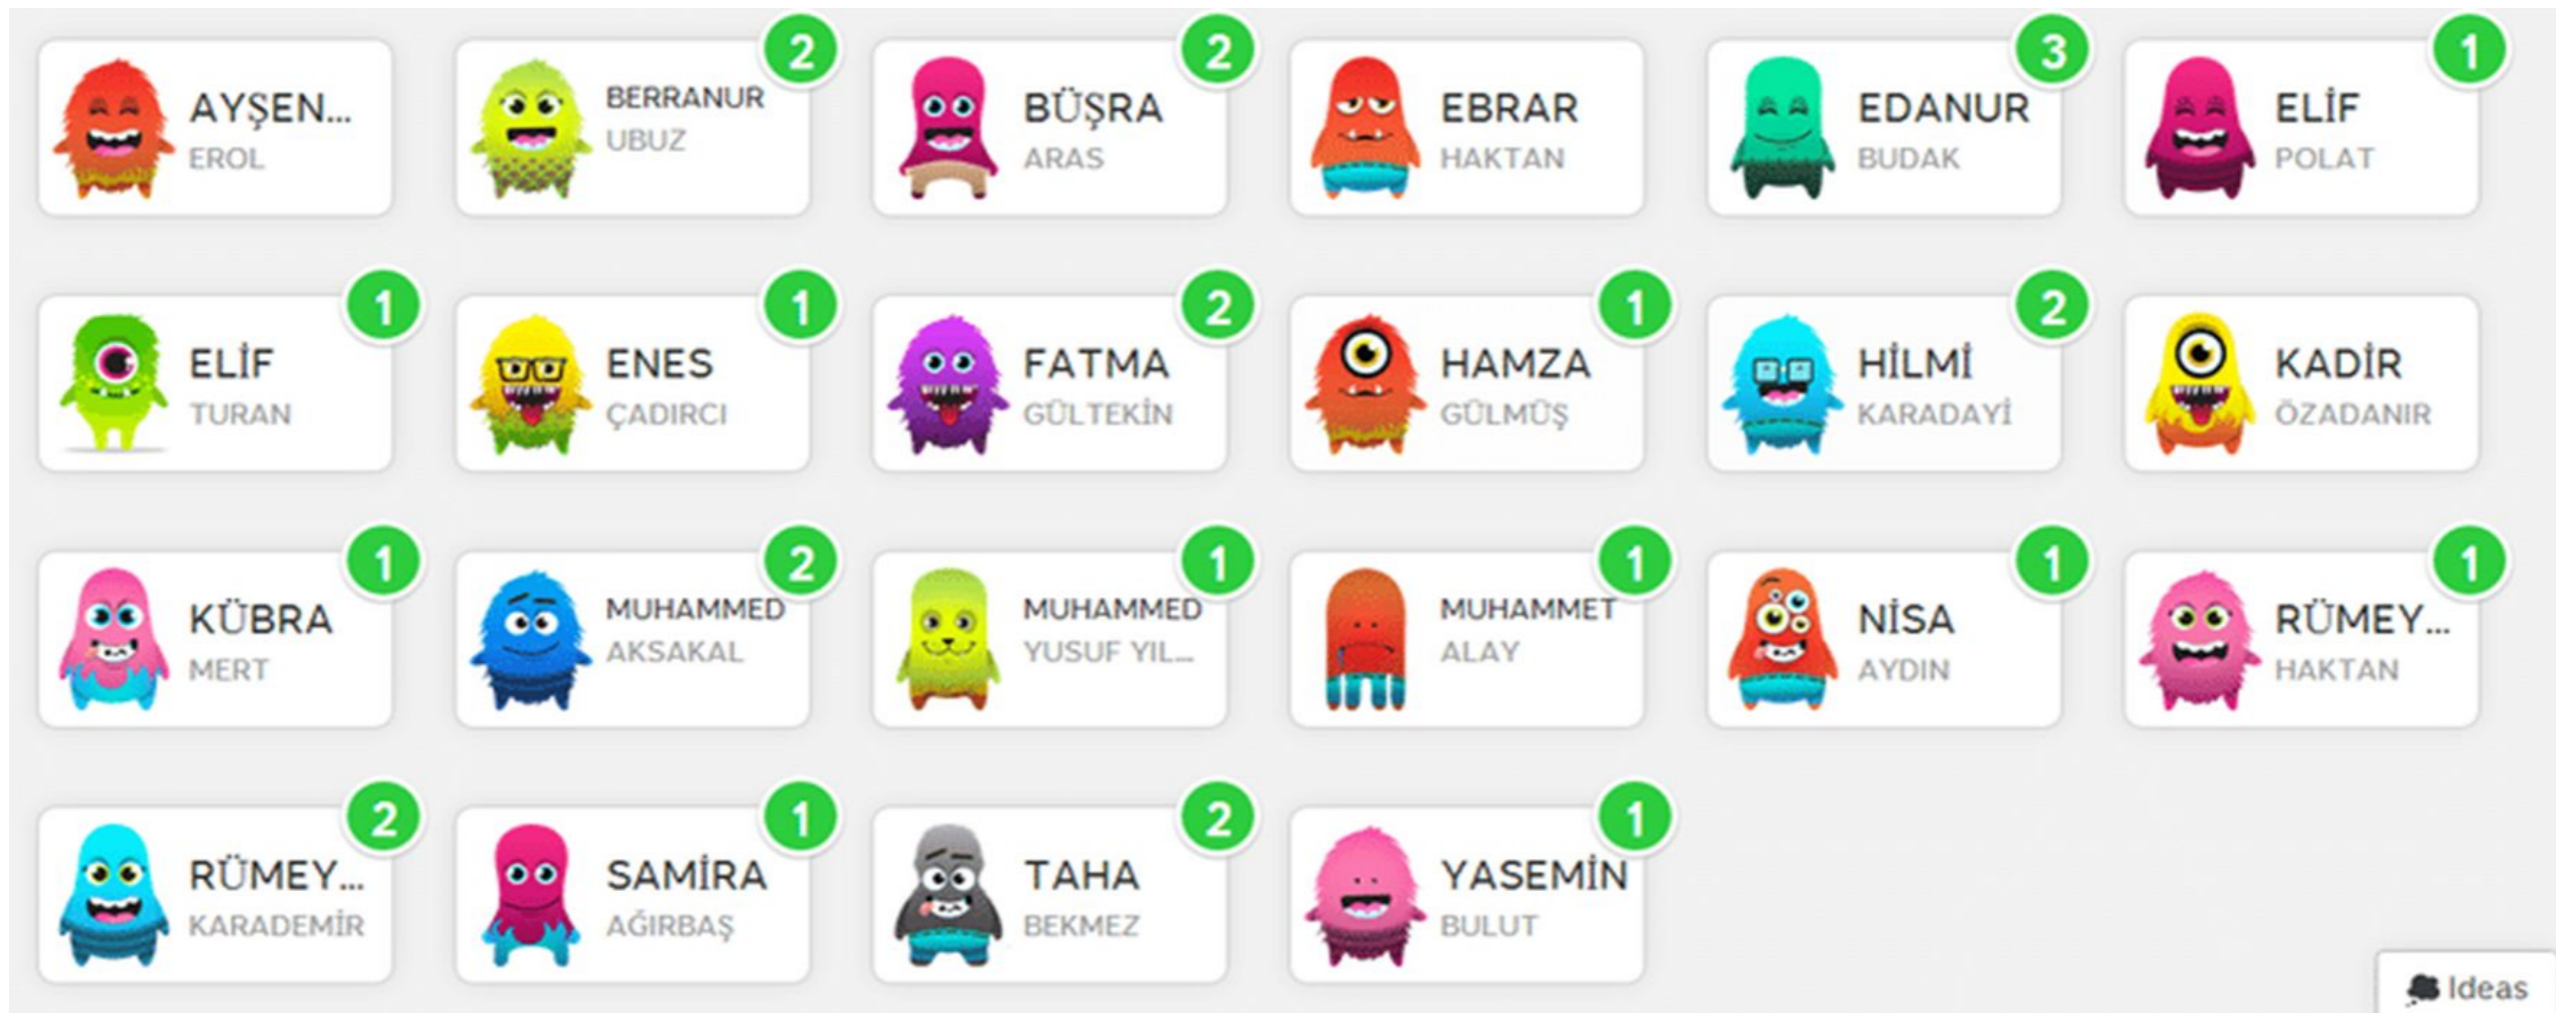 2
2
3
1
AYŞEN...
EROL
BERRANUR
UBUZ
BÜŞRA
ARAS
EBRAR
HAKTAN
EDANUR
BUDAK
ELİF
POLAT
1
1
2
1
2
ELİF
TURAN
ENES
ÇADIRCI
FATMA
GÜLTEKİN
HAMZA
GÜLMÜŞ
HİLMİ
KARADAYİ
KADİR
ÖZADANIR
1
2
1
1
1
1
KÜBRA
MERT
MUHAMMED
AKSAKAL
MUHAMMED
YUSUF YIL...
MUHAMMET
ALAY
NİSA
AYDIN
RÜMEY...
HAKTAN
2
1
2
1
RÜMEY...
KARADEMİR
SAMİRA
AĞIRBAŞ
TAHA
BEKMEZ
YASEMİN
BULUT
Ideas